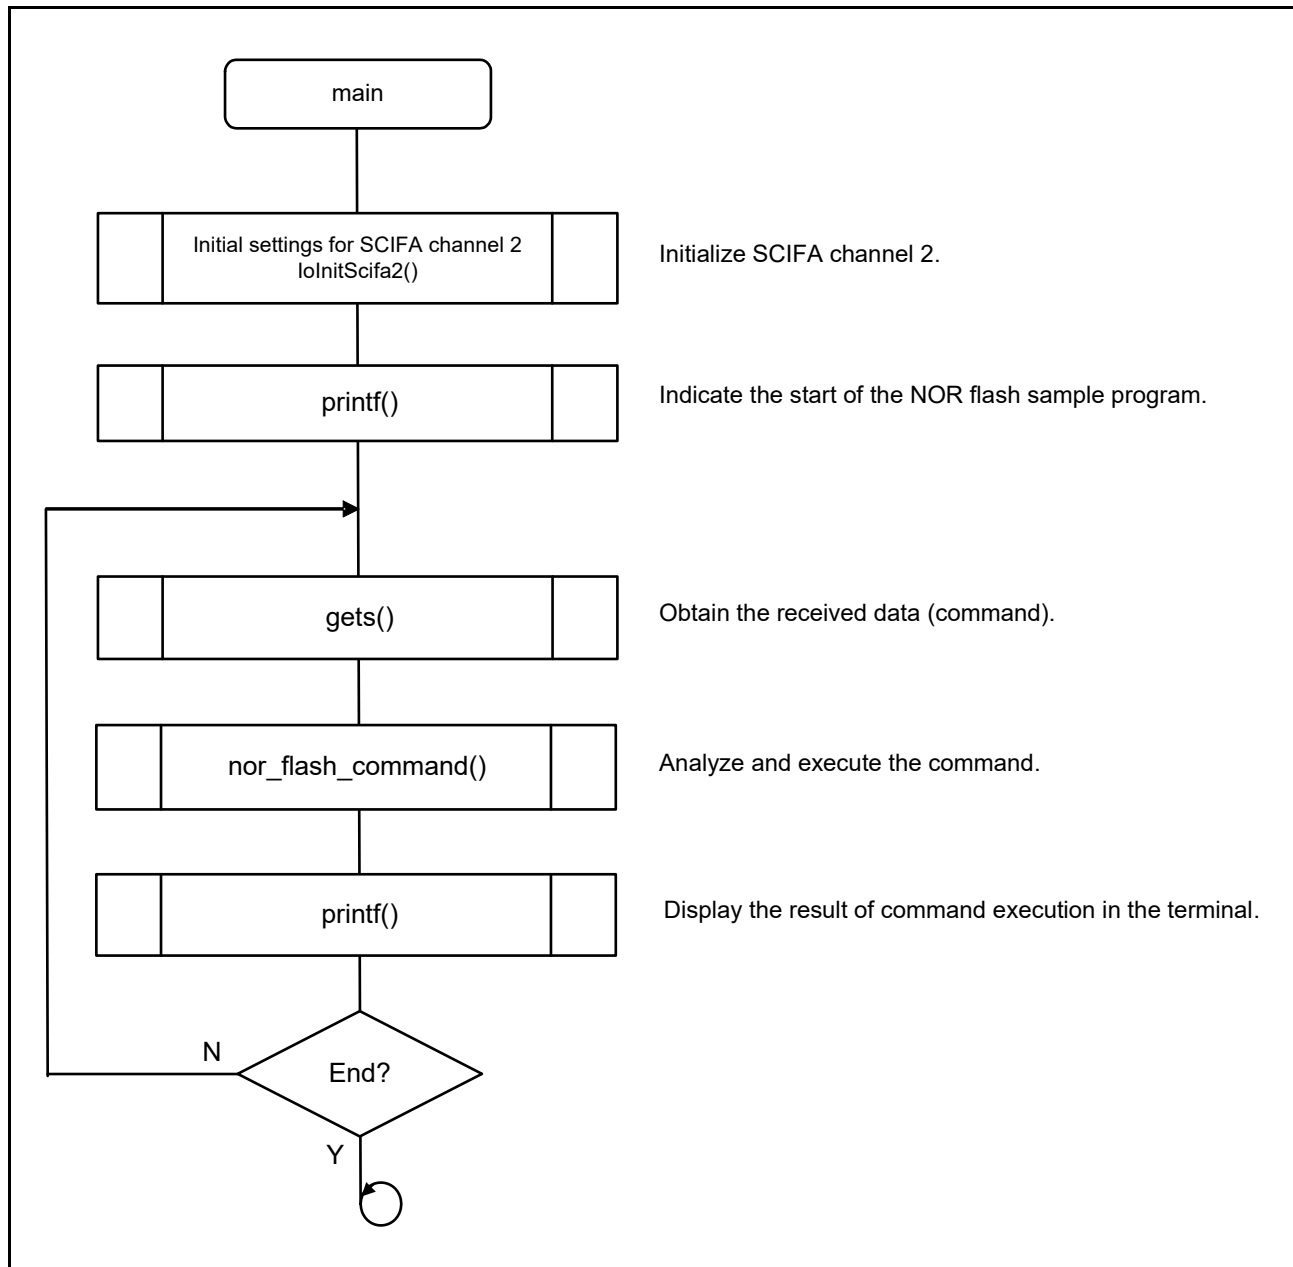 main
Initial settings for SCIFA channel 2
IoInitScifa2()
Initialize SCIFA channel 2.
printf()
Indicate the start of the NOR flash sample program.
gets()
Obtain the received data (command).
nor_flash_command()
Analyze and execute the command.
printf()
Display the result of command execution in the terminal.
N
End?
Y